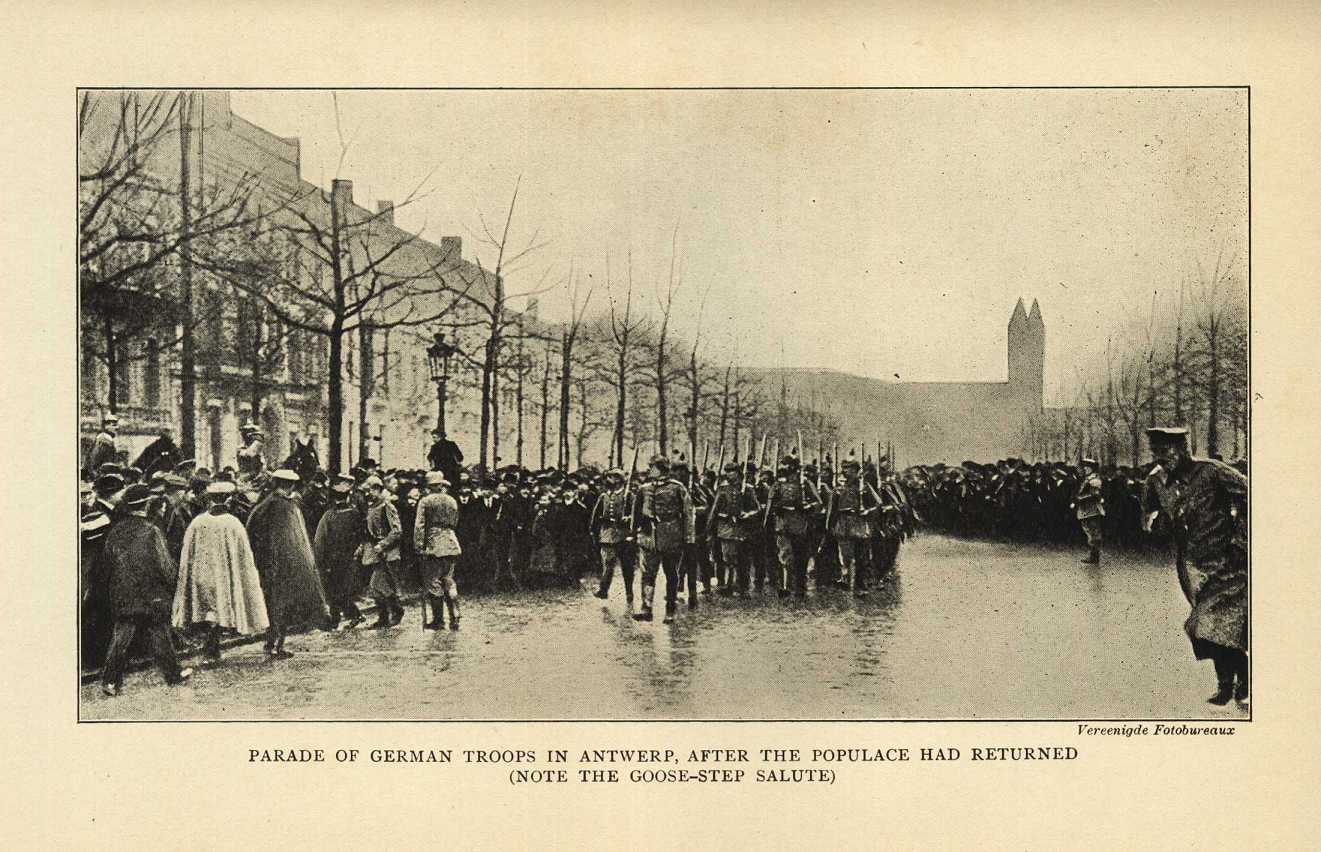 Vereenigde Fotobureaux
PARADE OF GERMAN TROOPS IN ANTWERP, AFTER THE POPULACE HAD RETURNED
(NOTE THE GOOSE-STEP SALUTE)